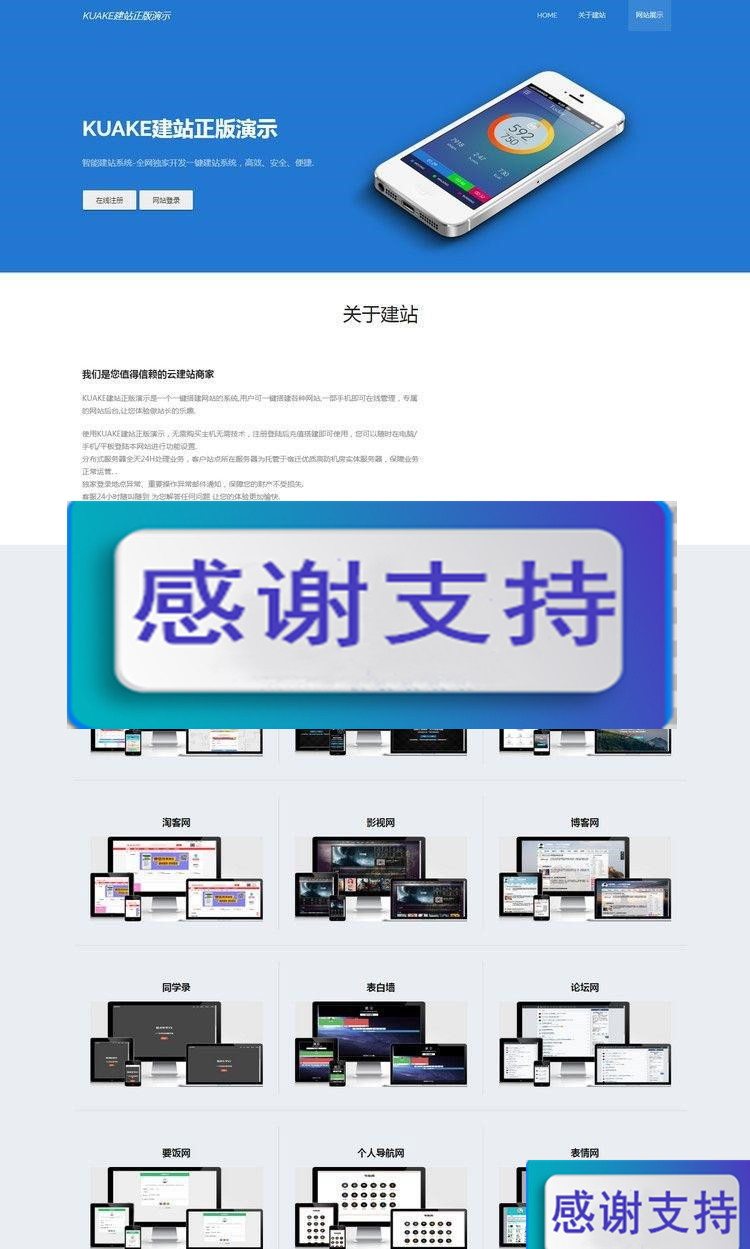 KUAKE建站正版演示
HOME
关于建站
网站展示
KUAKE建站正版演示
智能建站系统-全网独家开发一键建站系统，高效、安全、便捷.
在线注册
网站登录
592
750
关于建站
我们是您值得信赖的云建站商家
KUAKE建站正版演示是一个一键搭建网站的系统,用户可一键搭建各种网站,一部手机即可在线管理，专属
的网站后台,让您体验做站长的乐趣.
使用KUAKE建站正版演示，无需购买主机无需技术，注册登陆后充值搭建即可使用，您可以随时在电脑/
手机/平板登陆本网站进行功能设置.
分布式服务器全天24H处理业务，客户站点所在服务器为托管于宿迁优质高防机房实体服务器，保障业务
正常运营. .
独家登录地点异常、重要操作异常邮件通知，保障您的财产不受损失.
客服24小时随叫随到 为您解答任何问题 让您的体验更加愉快.
感谢支持
淘客网
影视网
博客网
同学录
表白墙
论坛网
要饭网
个人导航网
表情网
感谢支持